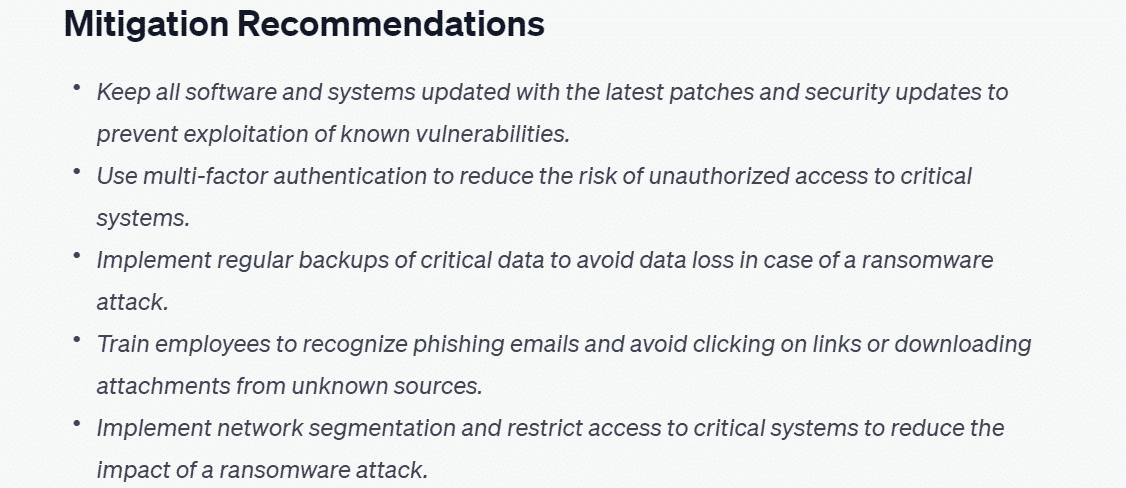 Mitigation Recommendations
• Keep all software and systems updated with the latest patches and security updates to
prevent exploitation of known vulnerabilities.
• Use multi-factor authentication to reduce the risk of unauthorized access to critical
systems.
• Implement regular backups of critical data to avoid data loss in case of a ransomware
attack.
• Train employees to recognize phishing emails and avoid clicking on links or downloading
attachments from unknown sources.
• Implement network segmentation and restrict access to critical systems to reduce the
impact of a ransomware attack.